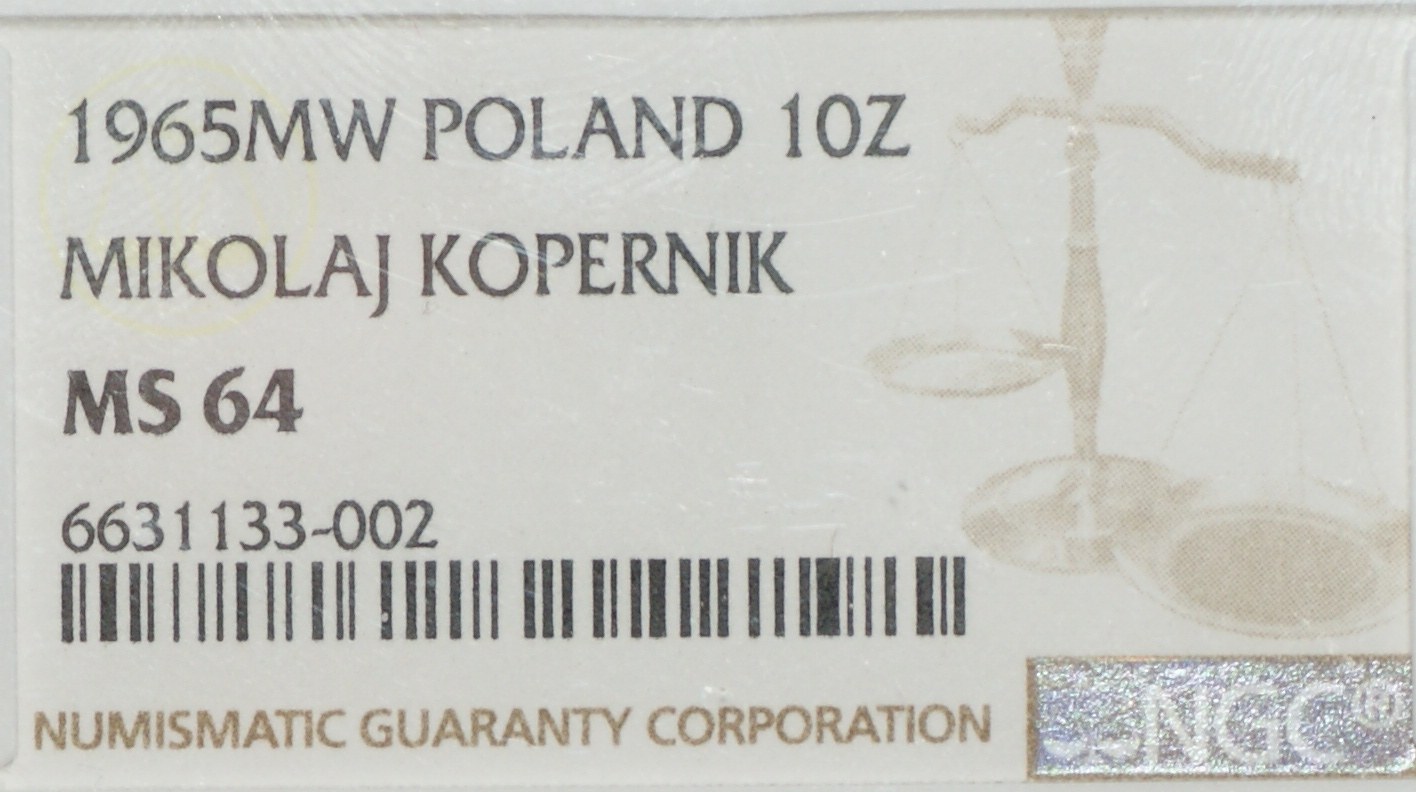 1965MW POLAND 10Z
MIKOLAJ KOPERNIK
MS 64
6631133-002
NUMISMATIC GUARANTY CORPORATION
NGC®